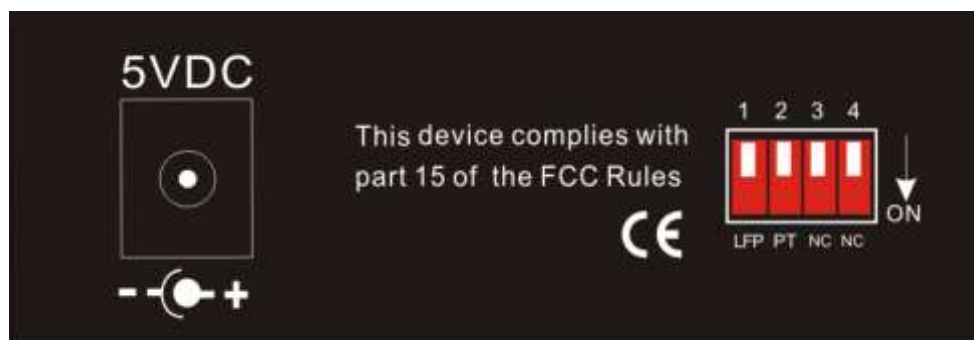 5VDC
This device complies with
part 15 of the FCC Rules
CE
1 2 3 4
ON
LFP PT NC NC